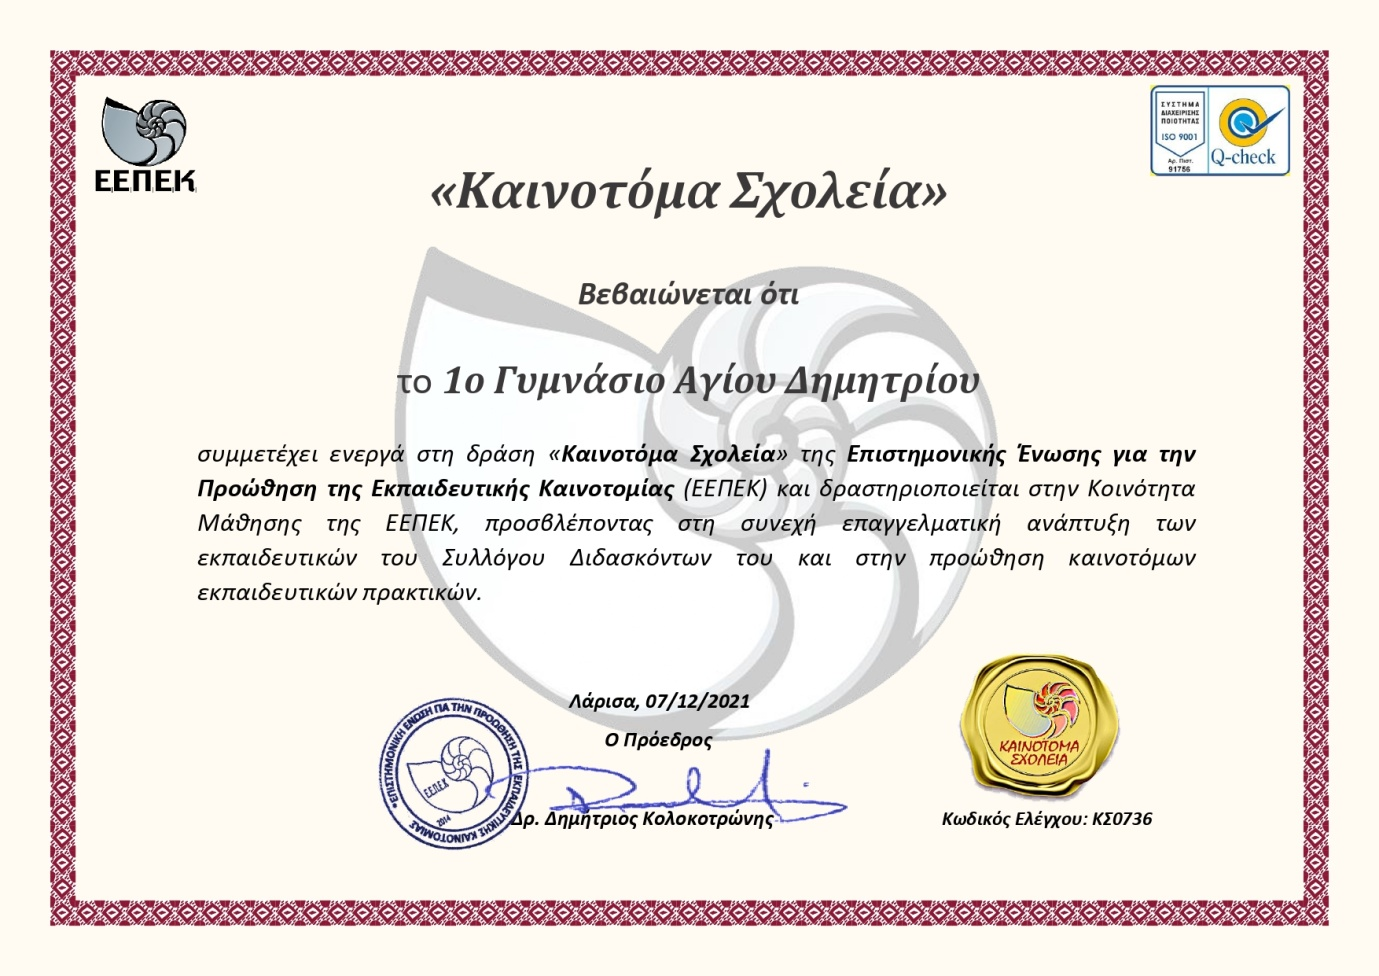 ΕΕΠΕΚ
ΣΥΣΤΗΜΑ
ΔΙΑΧΕΙΡΙΣΗΣ
ΠΟΙΟΤΗΤΑΣ
ISO 9001
Αρ. Πιστ.
91756
Q-check
«Καινοτόμα Σχολεία»
Βεβαιώνεται ότι
το 1ο Γυμνάσιο Αγίου Δημητρίου
συμμετέχει ενεργά στη δράση «Καινοτόμα Σχολεία» της Επιστημονικής Ένωσης για την
Προώθηση της Εκπαιδευτικής Καινοτομίας (ΕΕΠΕΚ) και δραστηριοποιείται στην Κοινότητα
Μάθησης της ΕΕΠΕΚ, προσβλέποντας στη συνεχή επαγγελματική ανάπτυξη των
εκπαιδευτικών του Συλλόγου Διδασκόντων του και στην προώθηση καινοτόμων
εκπαιδευτικών πρακτικών.
Λάρισα, 07/12/2021
Ο Πρόεδρος
Δρ. Δημήτριος Κολοκοτρώνης
ΕΠΙΣΤΗΜΟΝΙΚΗ ΕΝΩΣΗ ΓΙΑ ΤΗΝ ΠΡΟΩΘΗΣΗ ΤΗΣ ΕΚΠΑΙΔΕΥΤΙΚΗΣ ΚΑΙΝΟΤΟΜΙΑΣ
ΕΕΠΕΚ
2014
ΚΑΙΝΟΤΟΜΑ
ΣΧΟΛΕΙΑ
Κωδικός Ελέγχου: ΚΣ0736